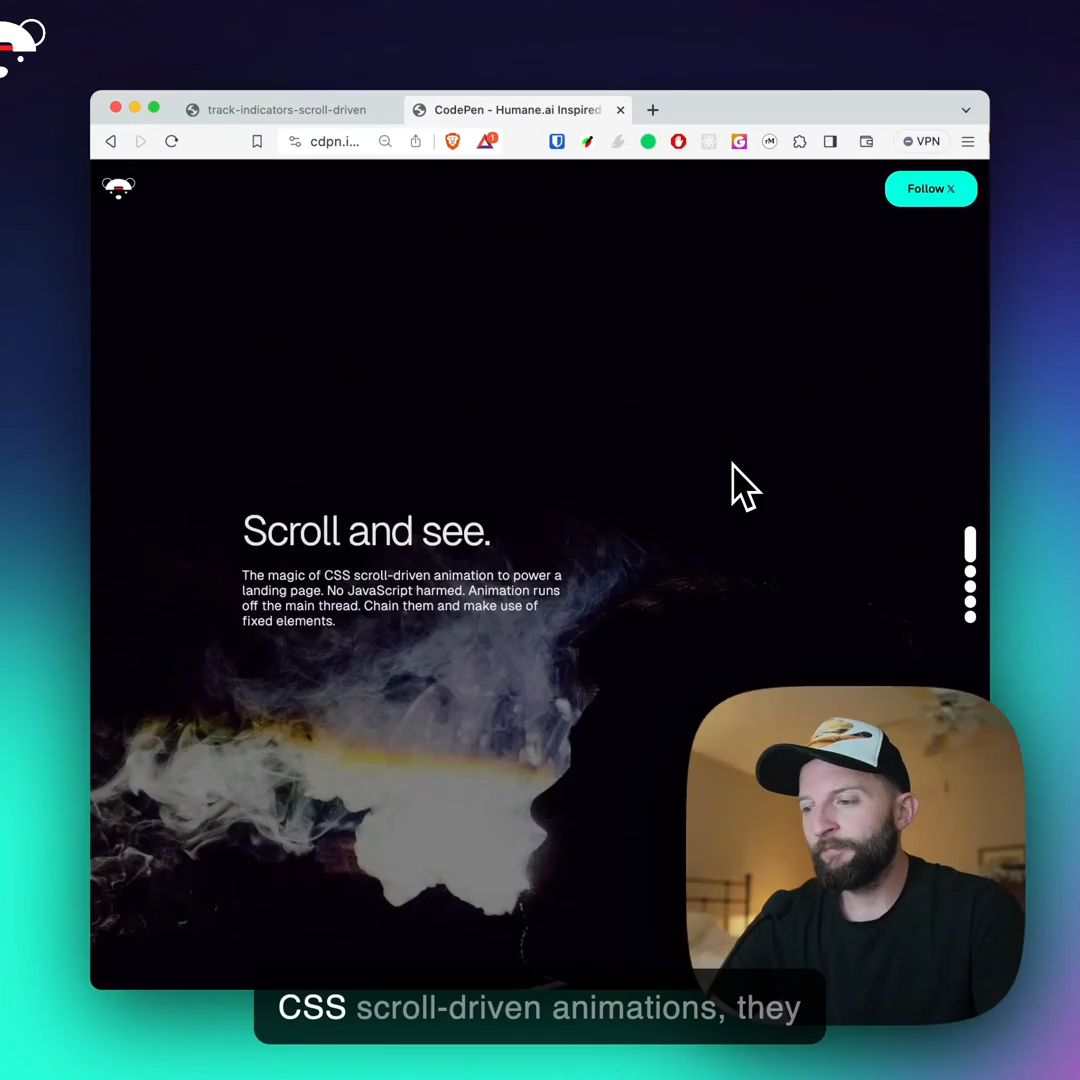 track-indicators-scroll-driven
CodePen - Humane.ai Inspired
cdpn.i...
1
rM
VPN
Follow X
Scroll and see.
The magic of CSS scroll-driven animation to power a
landing page. No JavaScript harmed. Animation runs
off the main thread. Chain them and make use of
fixed elements.
CSS scroll-driven animations, they